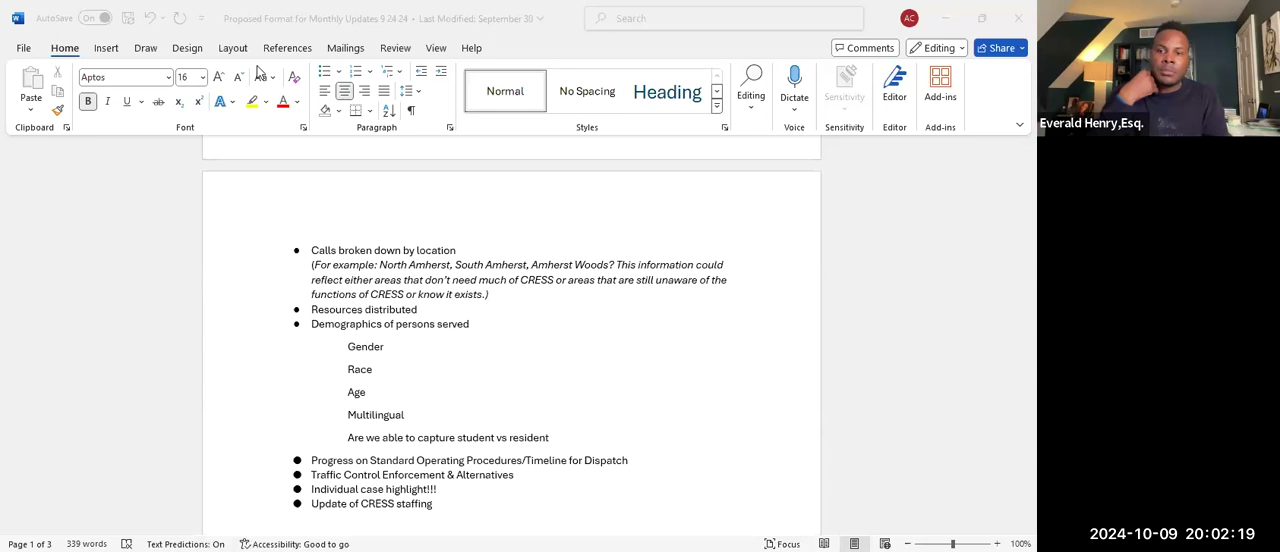 AutoSave On Proposed Format for Monthly Updates 9.24 24 • Last Modified: September 30 Search AC
File Home Insert Draw Design Layout References Mailings Review View Help Comments Editing Share
Aptos 16
Paste B I U ab x₂ x² A A Normal No Spacing Heading Editing Dictate Sensitivity Editor Add-ins
Clipboard Font Paragraph Styles Voice Sensitivity Editor Add-ins
Everald Henry,Esq.
● Calls broken down by location
(For example: North Amherst, South Amherst, Amherst Woods? This information could
reflect either areas that don't need much of CRESS or areas that are still unaware of the
functions of CRESS or know it exists.)
● Resources distributed
● Demographics of persons served
Gender
Race
Age
Multilingual
Are we able to capture student vs resident
● Progress on Standard Operating Procedures/Timeline for Dispatch
● Traffic Control Enforcement & Alternatives
● Individual case highlight!!!
● Update of CRESS staffing
2024-10-09 20:02:19
Page 1 of 3 339 words Text Predictions: On Accessibility: Good to go Focus 100%